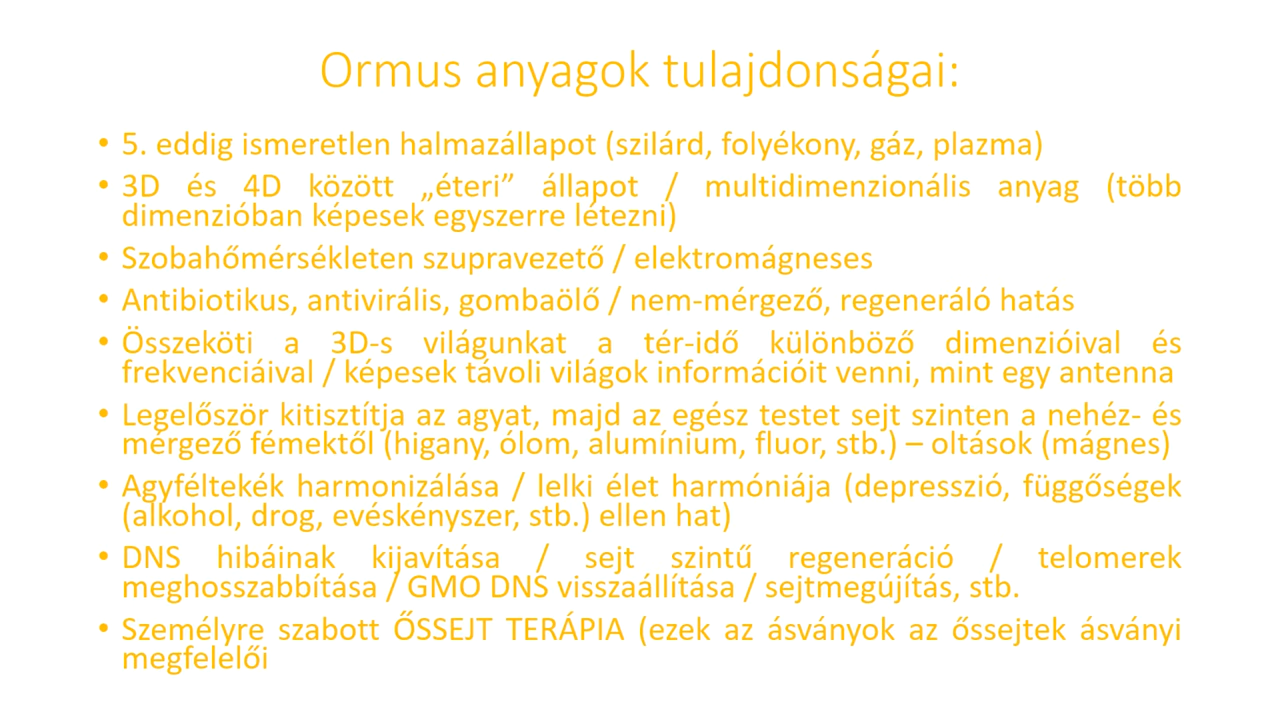 Ormus anyagok tulajdonságai:
• 5. eddig ismeretlen halmazállapot (szilárd, folyékony, gáz, plazma)
• 3D és 4D között „éteri” állapot / multidimenzionális anyag (több
dimenzióban képesek egyszerre létezni)
• Szobahőmérsékleten szupravezető / elektromágneses
• Antibiotikus, antivirális, gombaölő / nem-mérgező, regeneráló hatás
• Összeköti a 3D-s világunkat a tér-idő különböző dimenzióival és
frekvenciáival / képesek távoli világok információit venni, mint egy antenna
• Legelőször kitisztítja az agyat, majd az egész testet sejt szinten a nehéz- és
mérgező fémektől (higany, ólom, alumínium, fluor, stb.) – oltások (mágnes)
• Agyféltekék harmonizálása / lelki élet harmóniája (depresszió, függőségek
(alkohol, drog, evéskényszer, stb.) ellen hat)
• DNS hibáinak kijavítása / sejt szintű regeneráció / telomerek
meghosszabbítása / GMO DNS visszaállítása / sejtmegújítás, stb.
• Személyre szabott ŐSSEJT TERÁPIA (ezek az ásványok az őssejtek ásványi
megfelelői